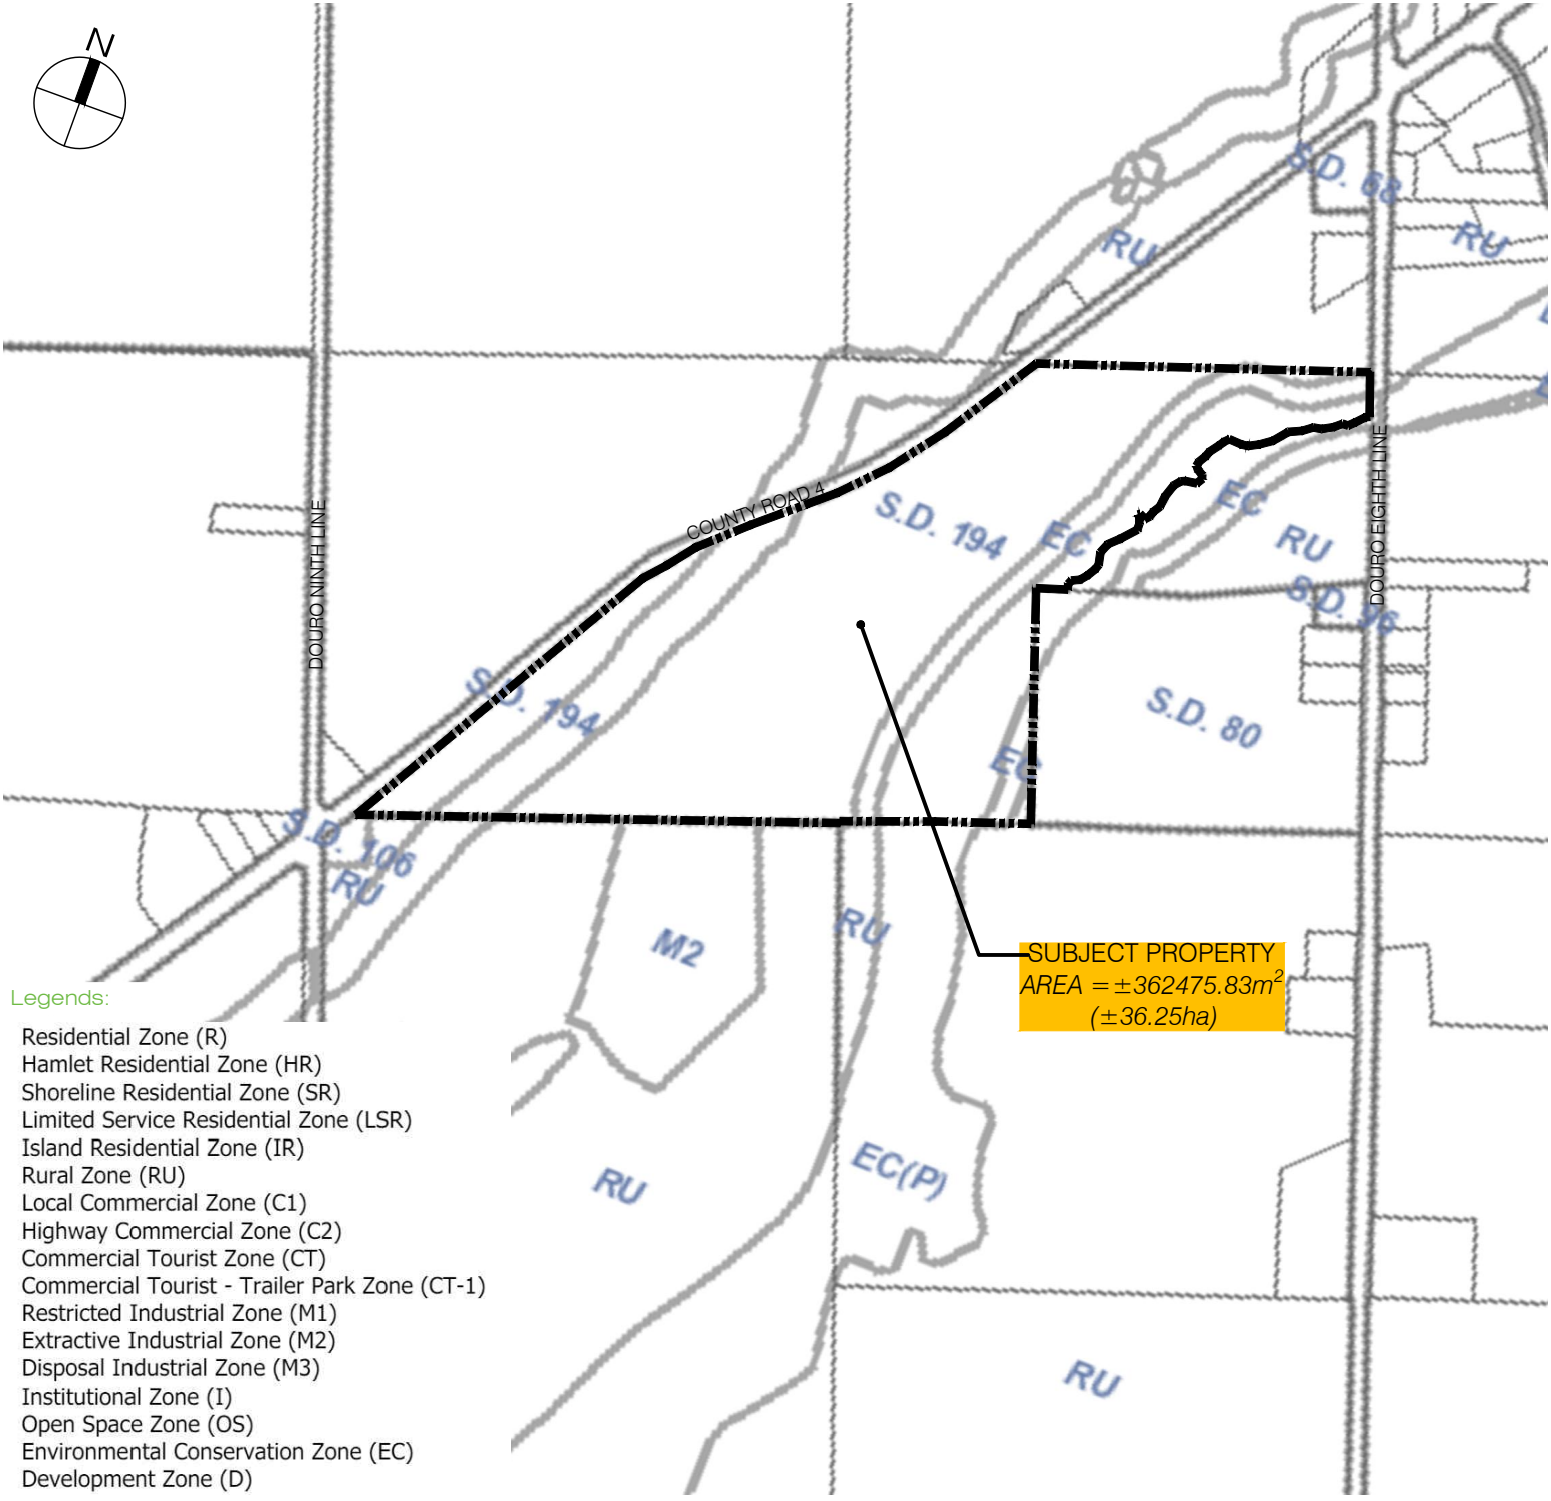 N
S.D. 68
RU
RU
DOURO NINTH LINE
COUNTY ROAD 4
S.D. 194
EC
EC
RU
DOURO EIGHTH LINE
S.D. 96
S.D. 194
S.D. 80
EC
S.D. 106
RU
M2
RU
SUBJECT PROPERTY
AREA =±362475.83m²
(±36.25ha)
RU
EC(P)
RU
Legends:
Residential Zone (R)
Hamlet Residential Zone (HR)
Shoreline Residential Zone (SR)
Limited Service Residential Zone (LSR)
Island Residential Zone (IR)
Rural Zone (RU)
Local Commercial Zone (C1)
Highway Commercial Zone (C2)
Commercial Tourist Zone (CT)
Commercial Tourist - Trailer Park Zone (CT-1)
Restricted Industrial Zone (M1)
Extractive Industrial Zone (M2)
Disposal Industrial Zone (M3)
Institutional Zone (I)
Open Space Zone (OS)
Environmental Conservation Zone (EC)
Development Zone (D)